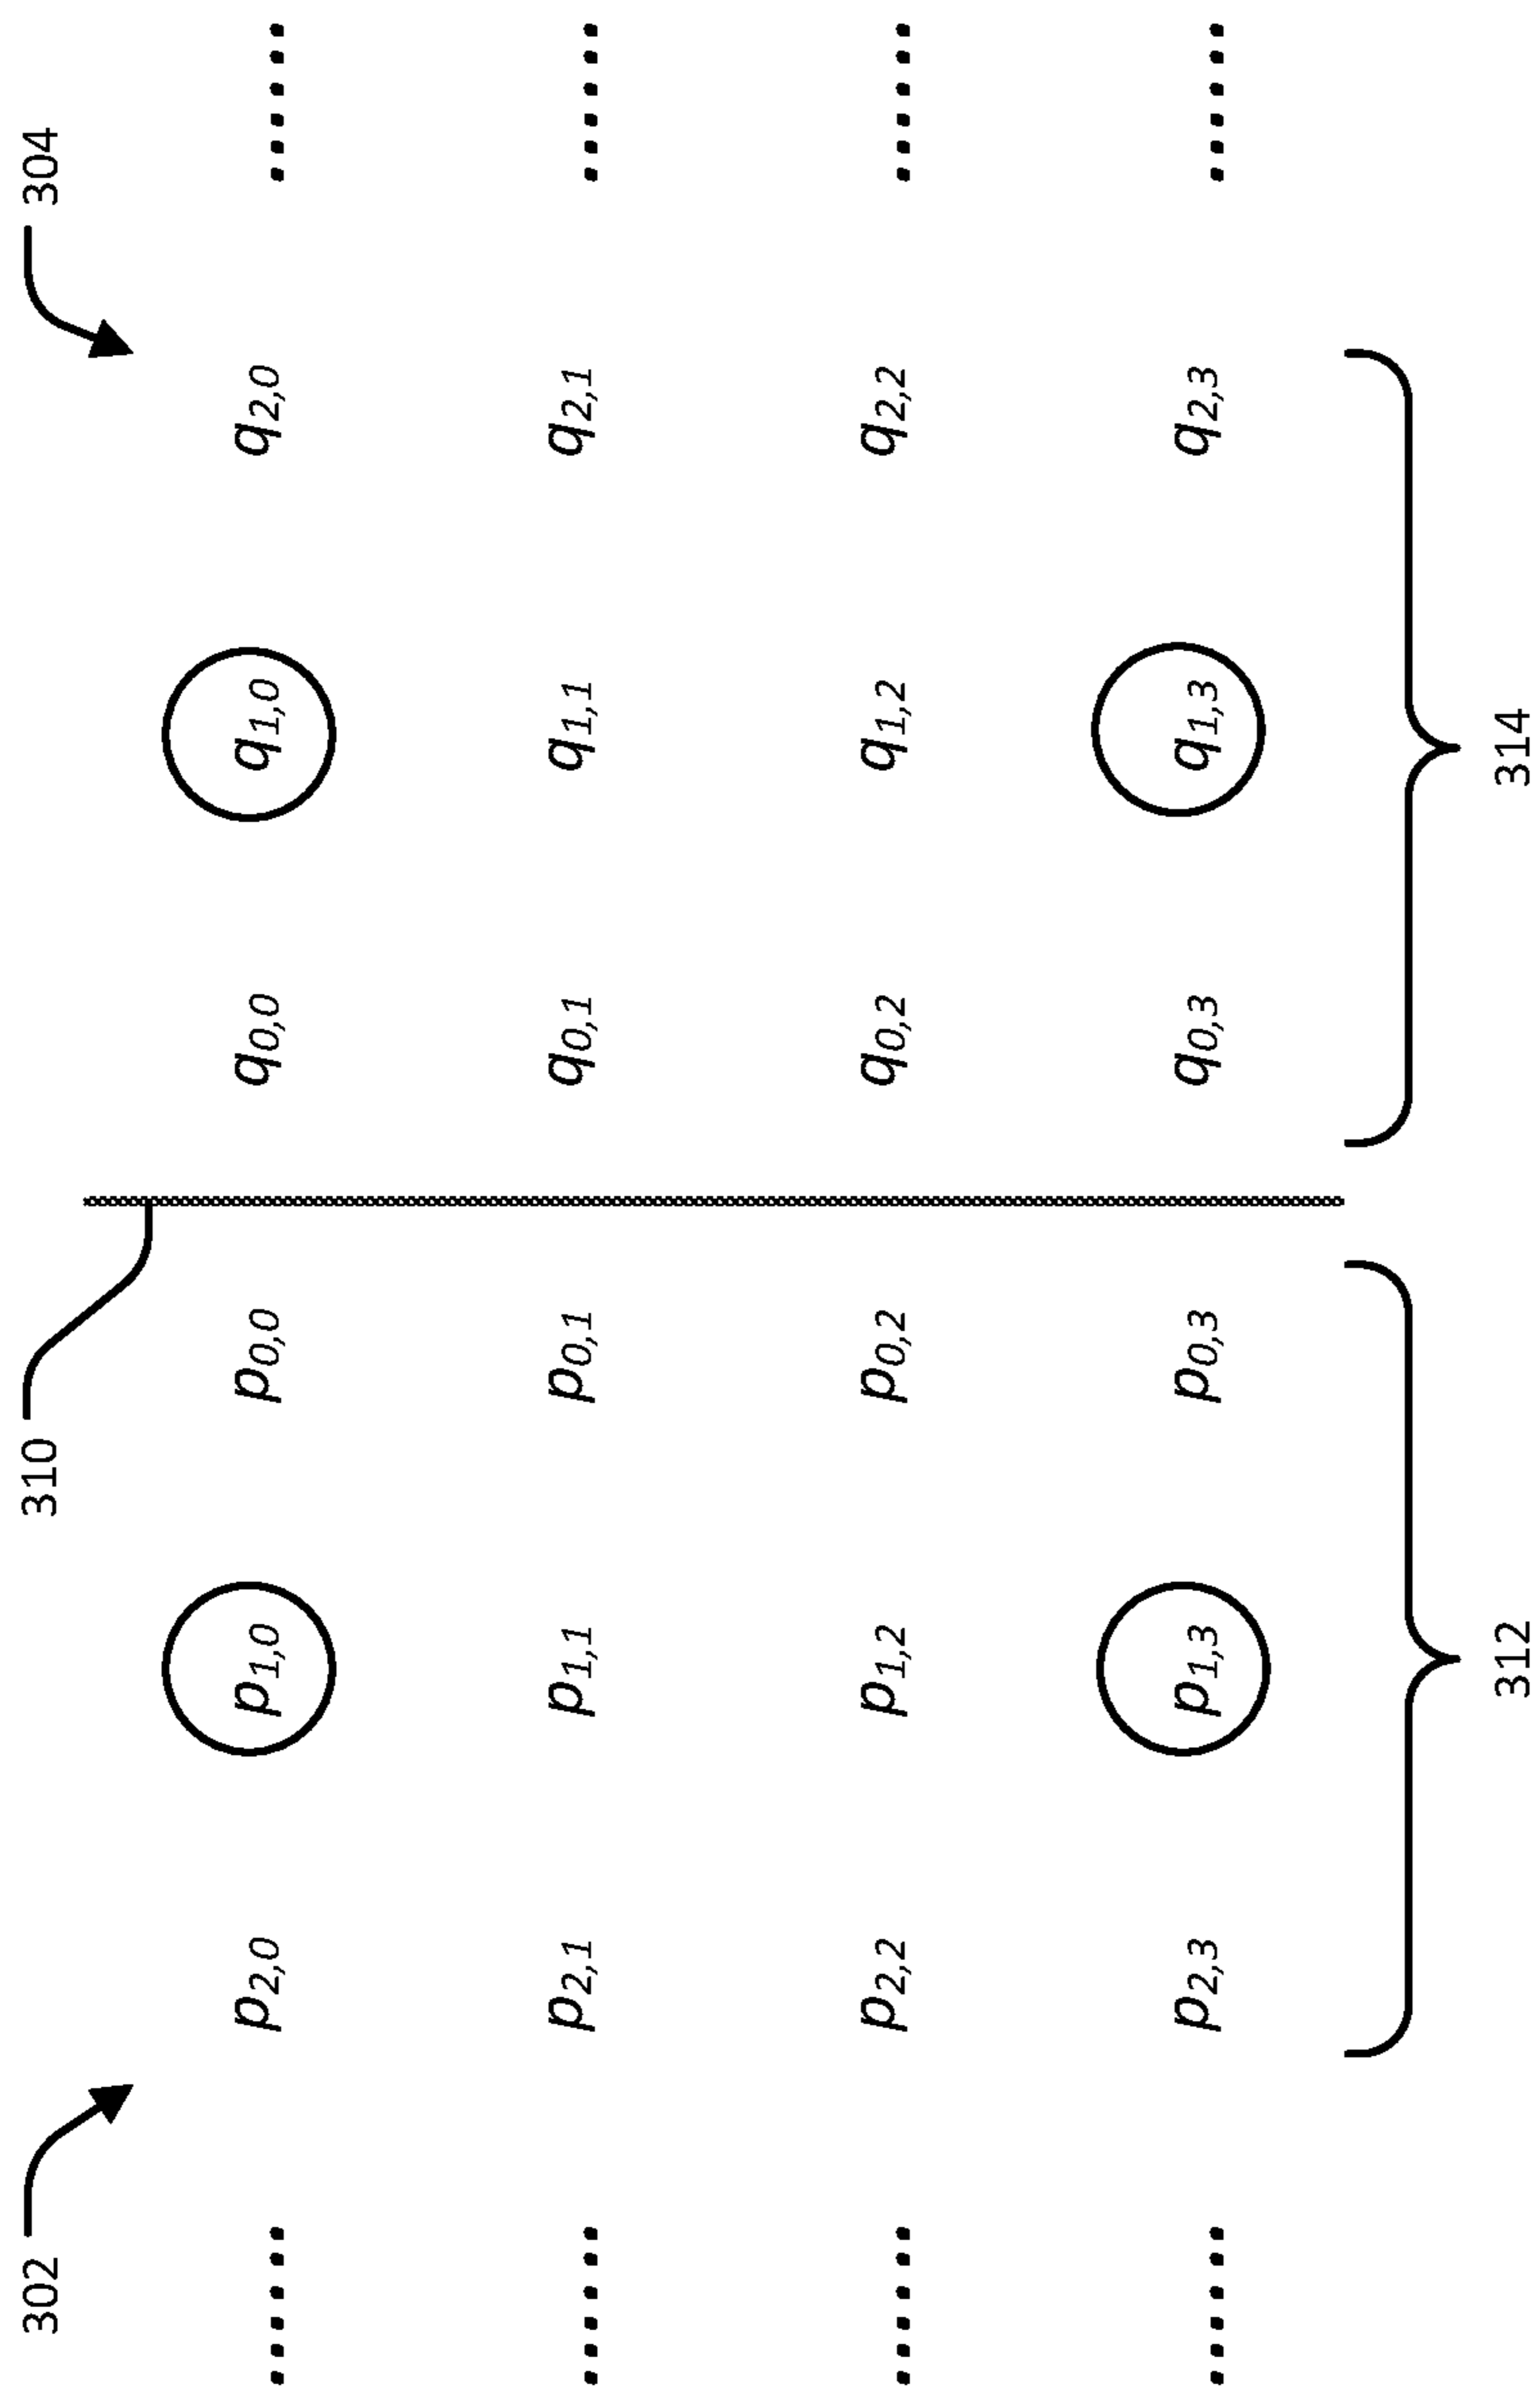 302 310 304
...... p2,0 p1,0 p0,0 q0,0 q1,0 q2,0 ......
...... p2,1 p1,1 p0,1 q0,1 q1,1 q2,1 ......
...... p2,2 p1,2 p0,2 q0,2 q1,2 q2,2 ......
...... p2,3 p1,3 p0,3 q0,3 q1,3 q2,3 ......
312 314